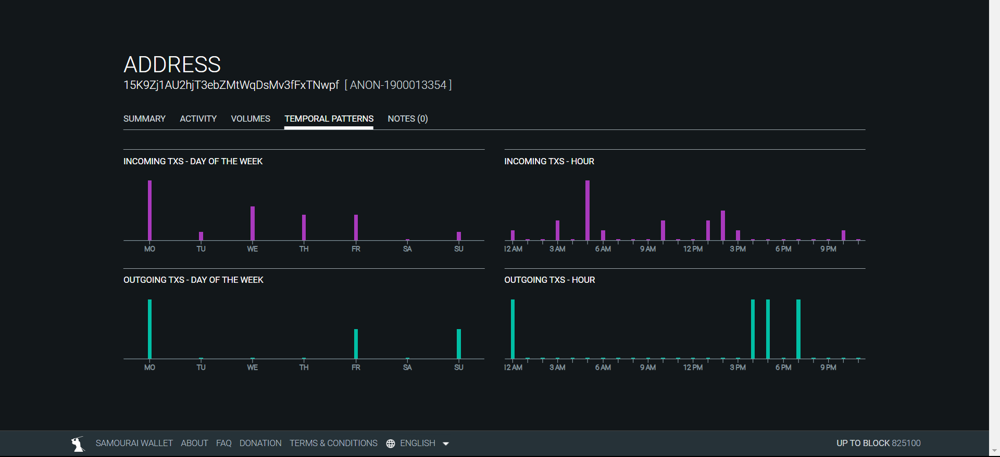 ADDRESS
15K9Zj1AU2hjT3ebZMtWqDsMv3fFxTNwpf [ ANON-1900013354 ]
SUMMARY ACTIVITY VOLUMES TEMPORAL PATTERNS NOTES (0)
INCOMING TXS - DAY OF THE WEEK
MO TU WE TH FR SA SU
INCOMING TXS - HOUR
12 AM 3 AM 6 AM 9 AM 12 PM 3 PM 6 PM 9 PM
OUTGOING TXS - DAY OF THE WEEK
MO TU WE TH FR SA SU
OUTGOING TXS - HOUR
12 AM 3 AM 6 AM 9 AM 12 PM 3 PM 6 PM 9 PM
SAMOURAI WALLET ABOUT FAQ DONATION TERMS & CONDITIONS ENGLISH UP TO BLOCK 825100